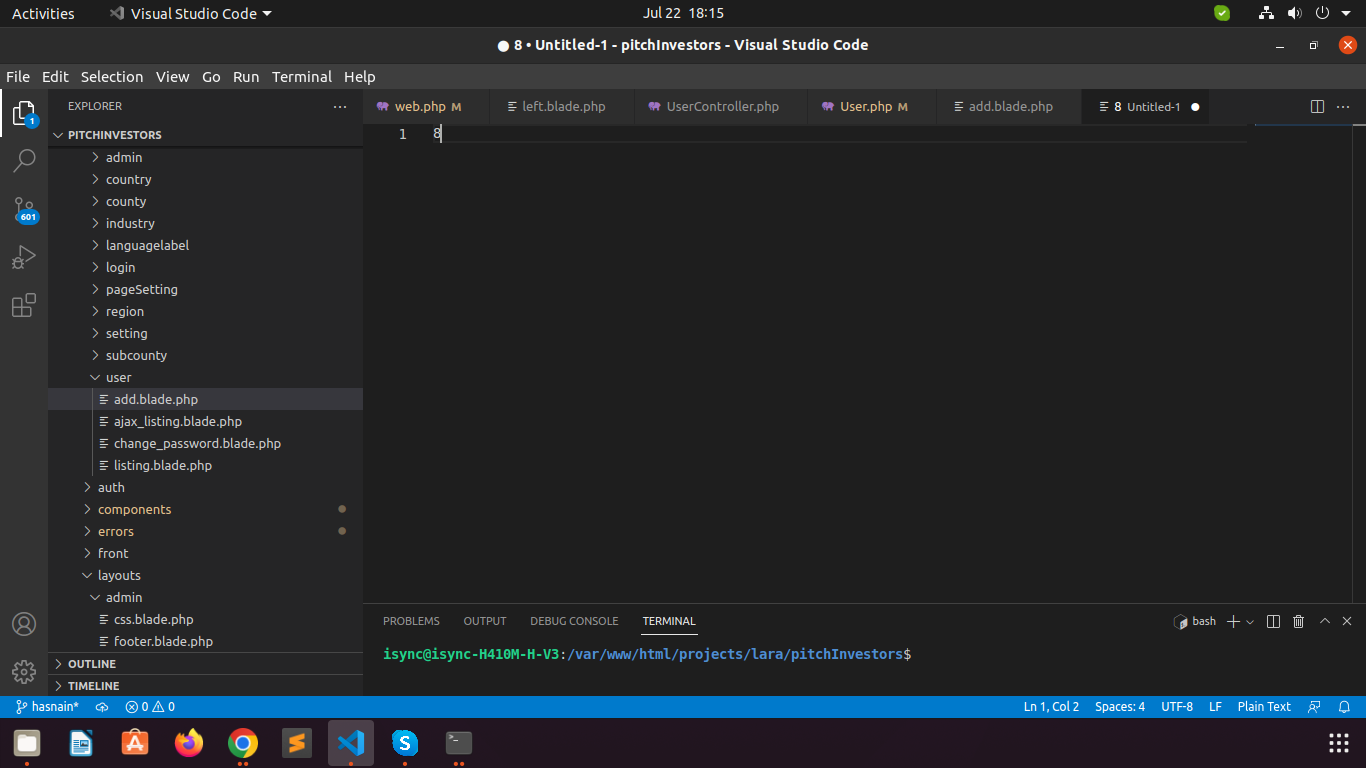 Activities Visual Studio Code Jul 22 18:15
8 • Untitled-1 - pitchInvestors - Visual Studio Code
File Edit Selection View Go Run Terminal Help
EXPLORER
web.php M
left.blade.php
UserController.php
User.php M
add.blade.php
8 Untitled-1
1
PITCHINVESTORS
1 8
admin
country
county
601
industry
languagelabel
login
pageSetting
region
setting
subcounty
user
add.blade.php
ajax_listing.blade.php
change_password.blade.php
listing.blade.php
auth
components
errors
front
layouts
admin
css.blade.php
footer.blade.php
OUTLINE
TIMELINE
PROBLEMS OUTPUT DEBUG CONSOLE TERMINAL bash
isync@isync-H410M-H-V3:/var/www/html/projects/lara/pitchInvestors$
hasnain* 0 0 Ln 1, Col 2 Spaces: 4 UTF-8 LF Plain Text